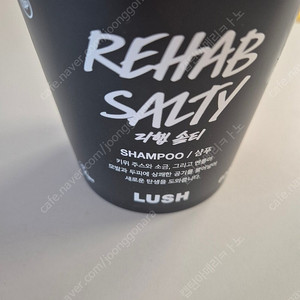 REHAB
SALTY
리햅 솔티
SHAMPOO / 샴푸
키위 주스와 소금, 그리고 멘톨이
모발과 두피에 상쾌한 공기를 불어넣어
새로운 탄생을 도와줍니다.
LUSH